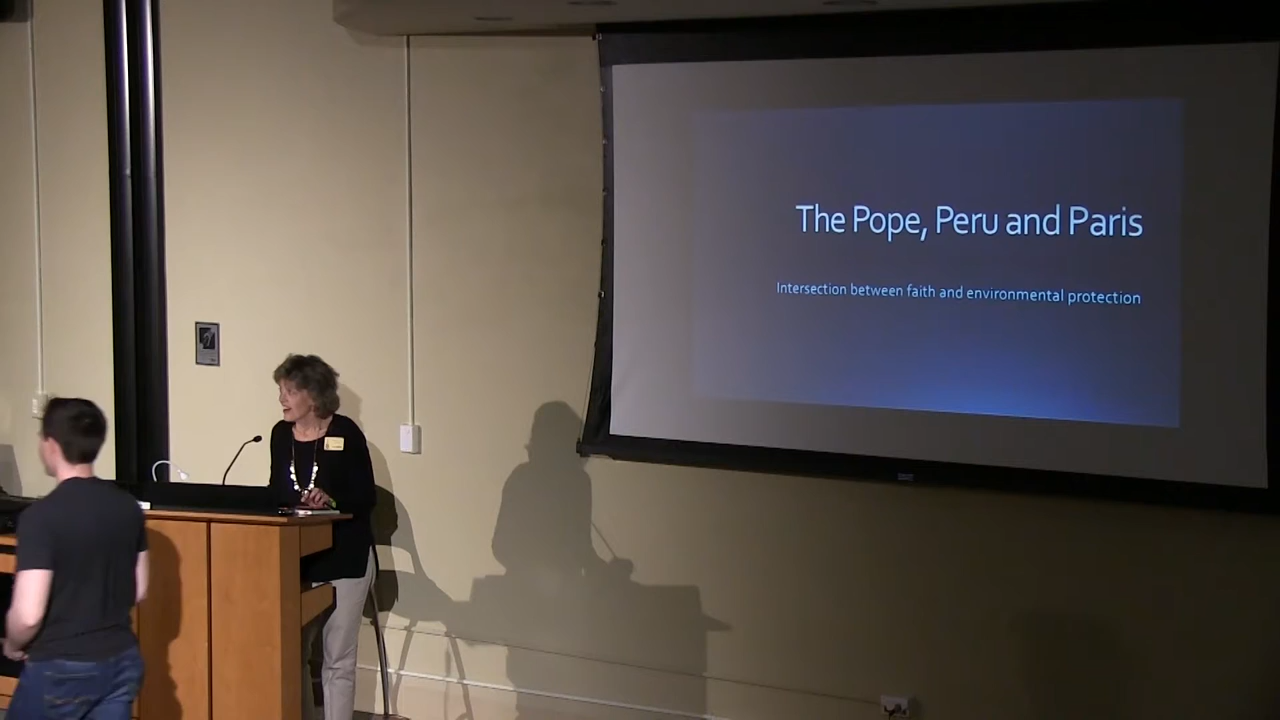 The Pope, Peru and Paris
Intersection between faith and environmental protection